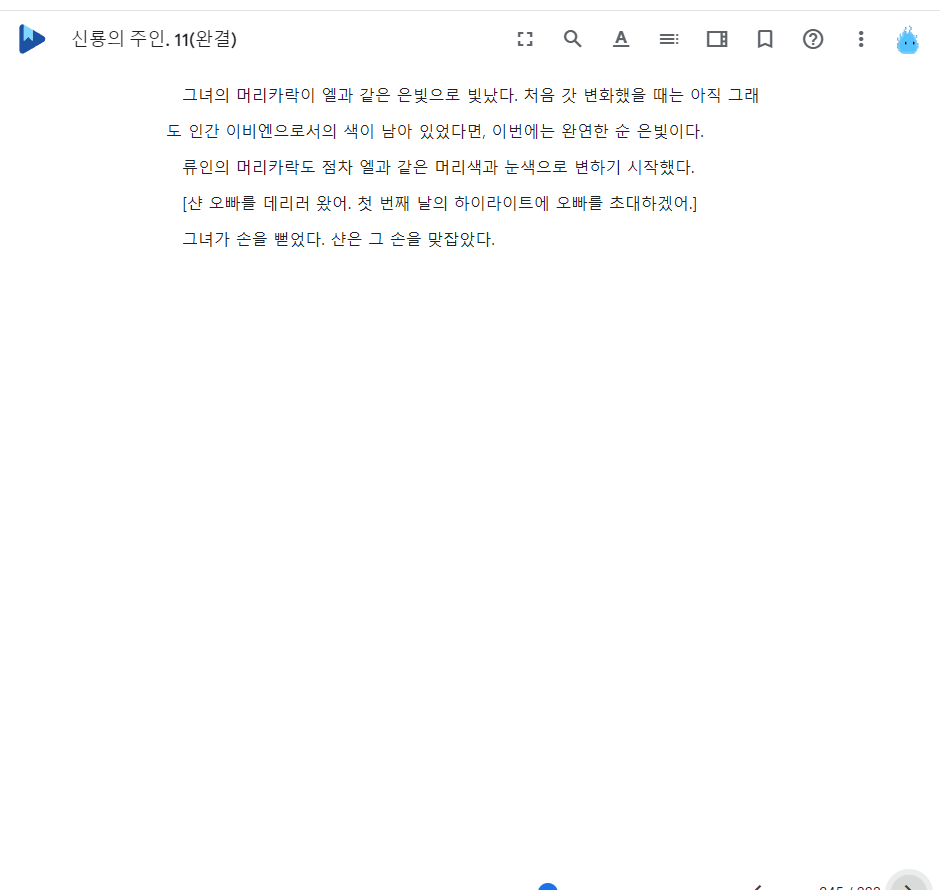 신룡의 주인. 11(완결)
그녀의 머리카락이 엘과 같은 은빛으로 빛났다. 처음 갓 변화했을 때는 아직 그래
도 인간 이비엔으로서의 색이 남아 있었다면, 이번에는 완연한 순 은빛이다.
류인의 머리카락도 점차 엘과 같은 머리색과 눈색으로 변하기 시작했다.
[샨 오빠를 데리러 왔어. 첫 번째 날의 하이라이트에 오빠를 초대하겠어.]
그녀가 손을 뻗었다. 샨은 그 손을 맞잡았다.